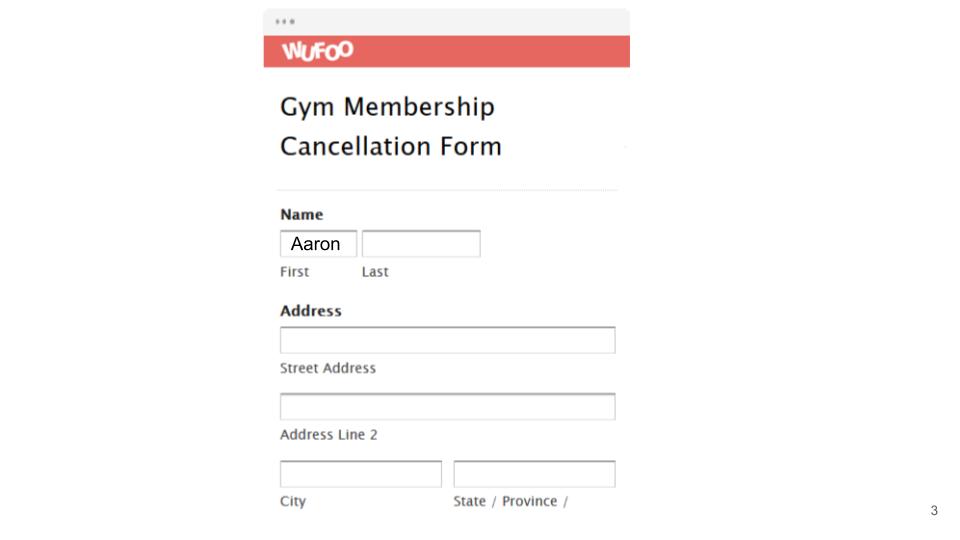 WUFOO
Gym Membership
Cancellation Form
Name
Aaron
First Last
Address
Street Address
Address Line 2
City State / Province /
3